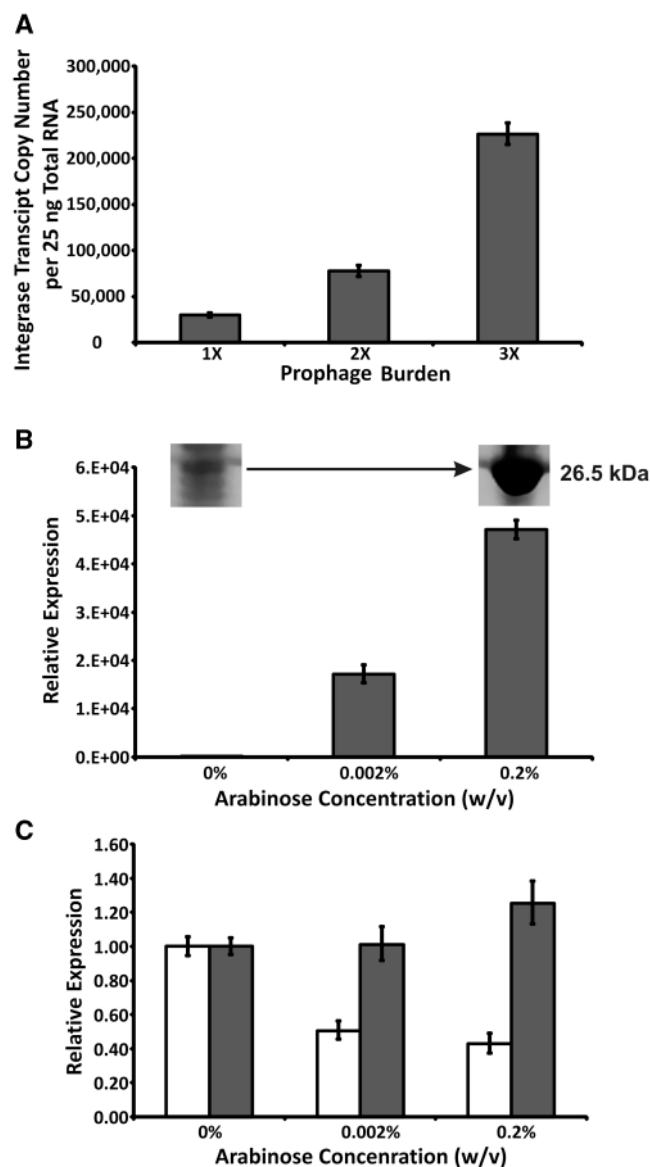 A
Integrase Transcipt Copy Number
per 25 ng Total RNA
300,000
250,000
200,000
150,000
100,000
50,000
0
1X 2X 3X
Prophage Burden
B
26.5 kDa
Relative Expression
6.E+04
5.E+04
4.E+04
3.E+04
2.E+04
1.E+04
0.E+00
0% 0.002% 0.2%
Arabinose Concentration (w/v)
C
Relative Expression
1.60
1.40
1.20
1.00
0.80
0.60
0.40
0.20
0.00
0% 0.002% 0.2%
Arabinose Concenration (w/v)